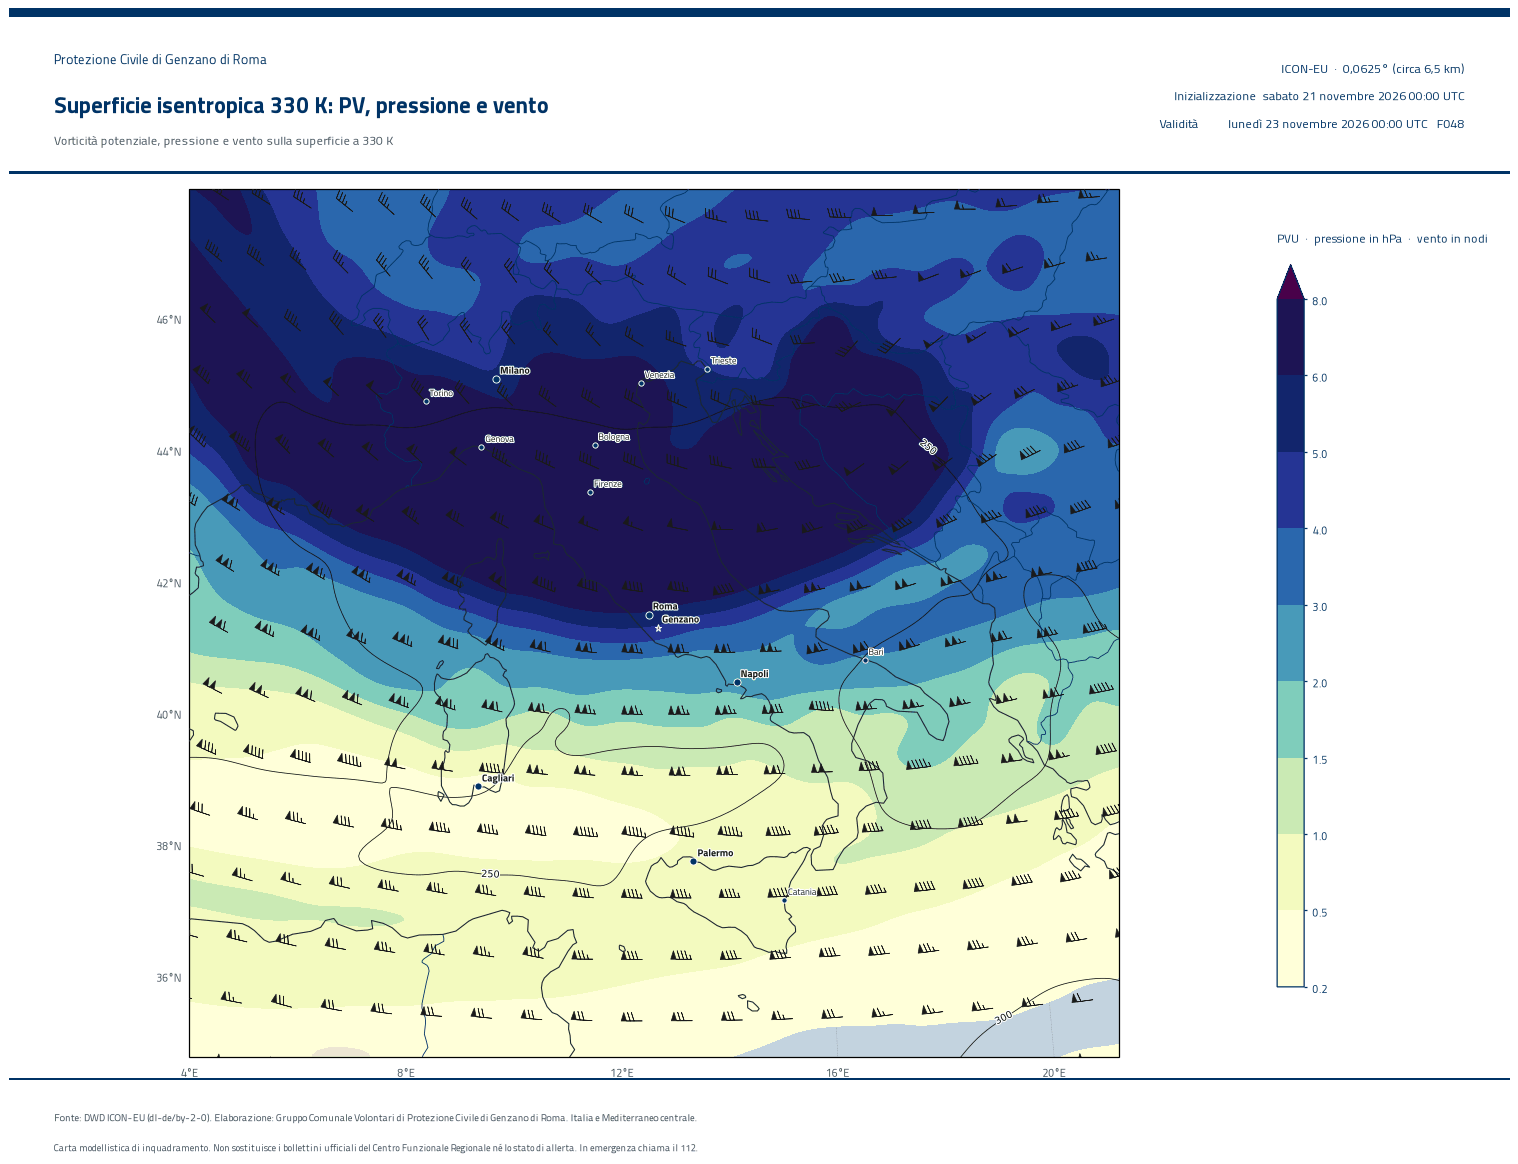 Protezione Civile di Genzano di Roma
Superficie isentropica 330 K: PV, pressione e vento
Vorticità potenziale, pressione e vento sulla superficie a 330 K
ICON-EU · 0,0625° (circa 6,5 km)
Inizializzazione sabato 21 novembre 2026 00:00 UTC
Validità lunedì 23 novembre 2026 00:00 UTC F048
PVU · pressione in hPa · vento in nodi
8.0
6.0
5.0
4.0
3.0
2.0
1.5
1.0
0.5
0.2
46°N
44°N
42°N
40°N
38°N
36°N
4°E
8°E
12°E
16°E
20°E
Trieste
Milano
Venezia
Torino
Genova
Bologna
250
Firenze
Roma
Genzano
Bari
Napoli
Cagliari
Palermo
250
Catania
300
Fonte: DWD ICON-EU (dl-de/by-2-0). Elaborazione: Gruppo Comunale Volontari di Protezione Civile di Genzano di Roma. Italia e Mediterraneo centrale.
Carta modellistica di inquadramento. Non sostituisce i bollettini ufficiali del Centro Funzionale Regionale né lo stato di allerta. In emergenza chiama il 112.